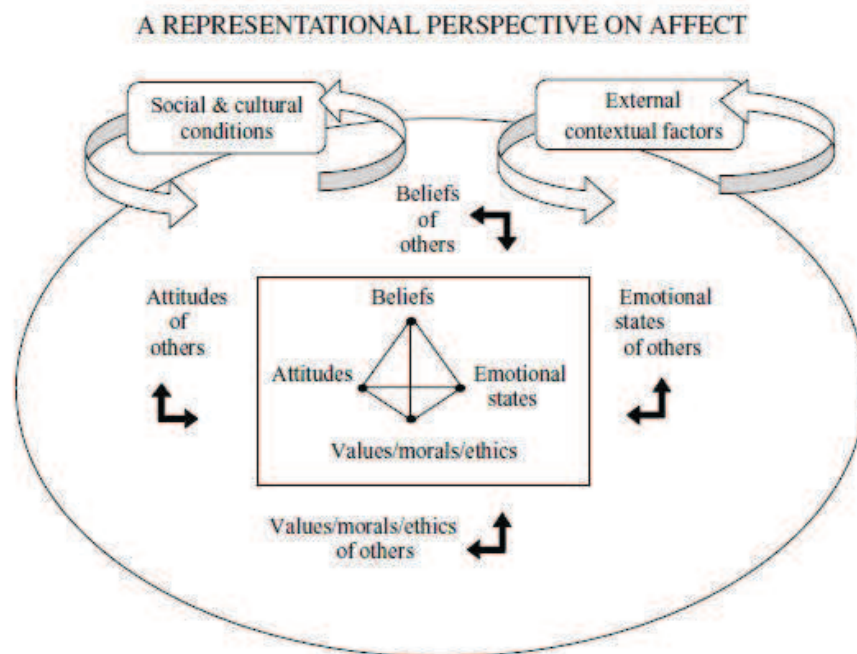 A REPRESENTATIONAL PERSPECTIVE ON AFFECT
Social & cultural
conditions
External
contextual factors
Beliefs
of
others
Attitudes
of
others
Emotional
states
of others
Beliefs
Attitudes
Emotional
states
Values/morals/ethics
Values/morals/ethics
of others